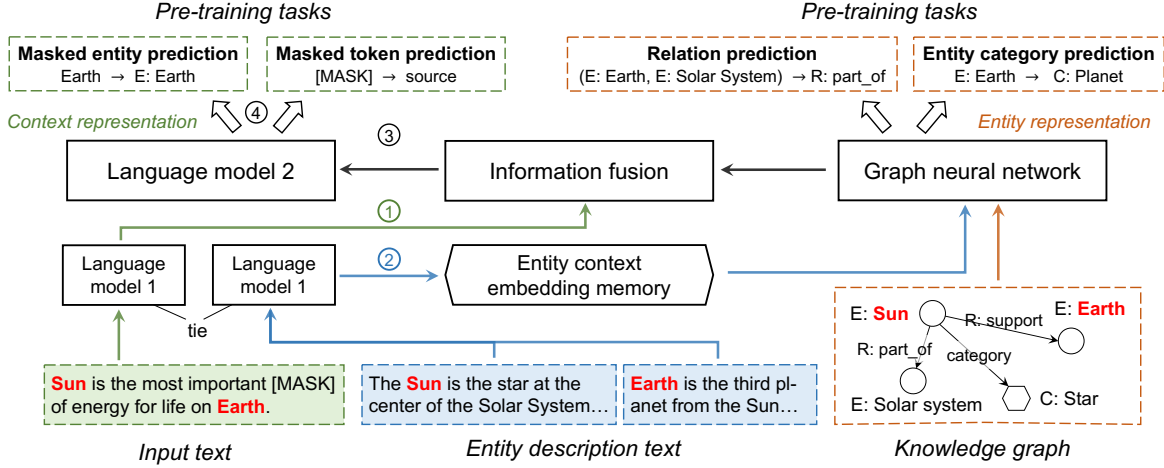 Pre-training tasks
Pre-training tasks
Masked entity prediction
Earth → E: Earth
Masked token prediction
[MASK] → source
Relation prediction
(E: Earth, E: Solar System) → R: part_of
Entity category prediction
E: Earth → C: Planet
Context representation
④
③
Entity representation
Language model 2
Information fusion
Graph neural network
①
Language
model 1
Language
model 1
②
Entity context
embedding memory
tie
E: Sun
E: Earth
R: support
R: part_of
category
E: Solar system
C: Star
Sun is the most important [MASK]
of energy for life on Earth.
The Sun is the star at the
center of the Solar System…
Earth is the third pl-
anet from the Sun…
Input text
Entity description text
Knowledge graph